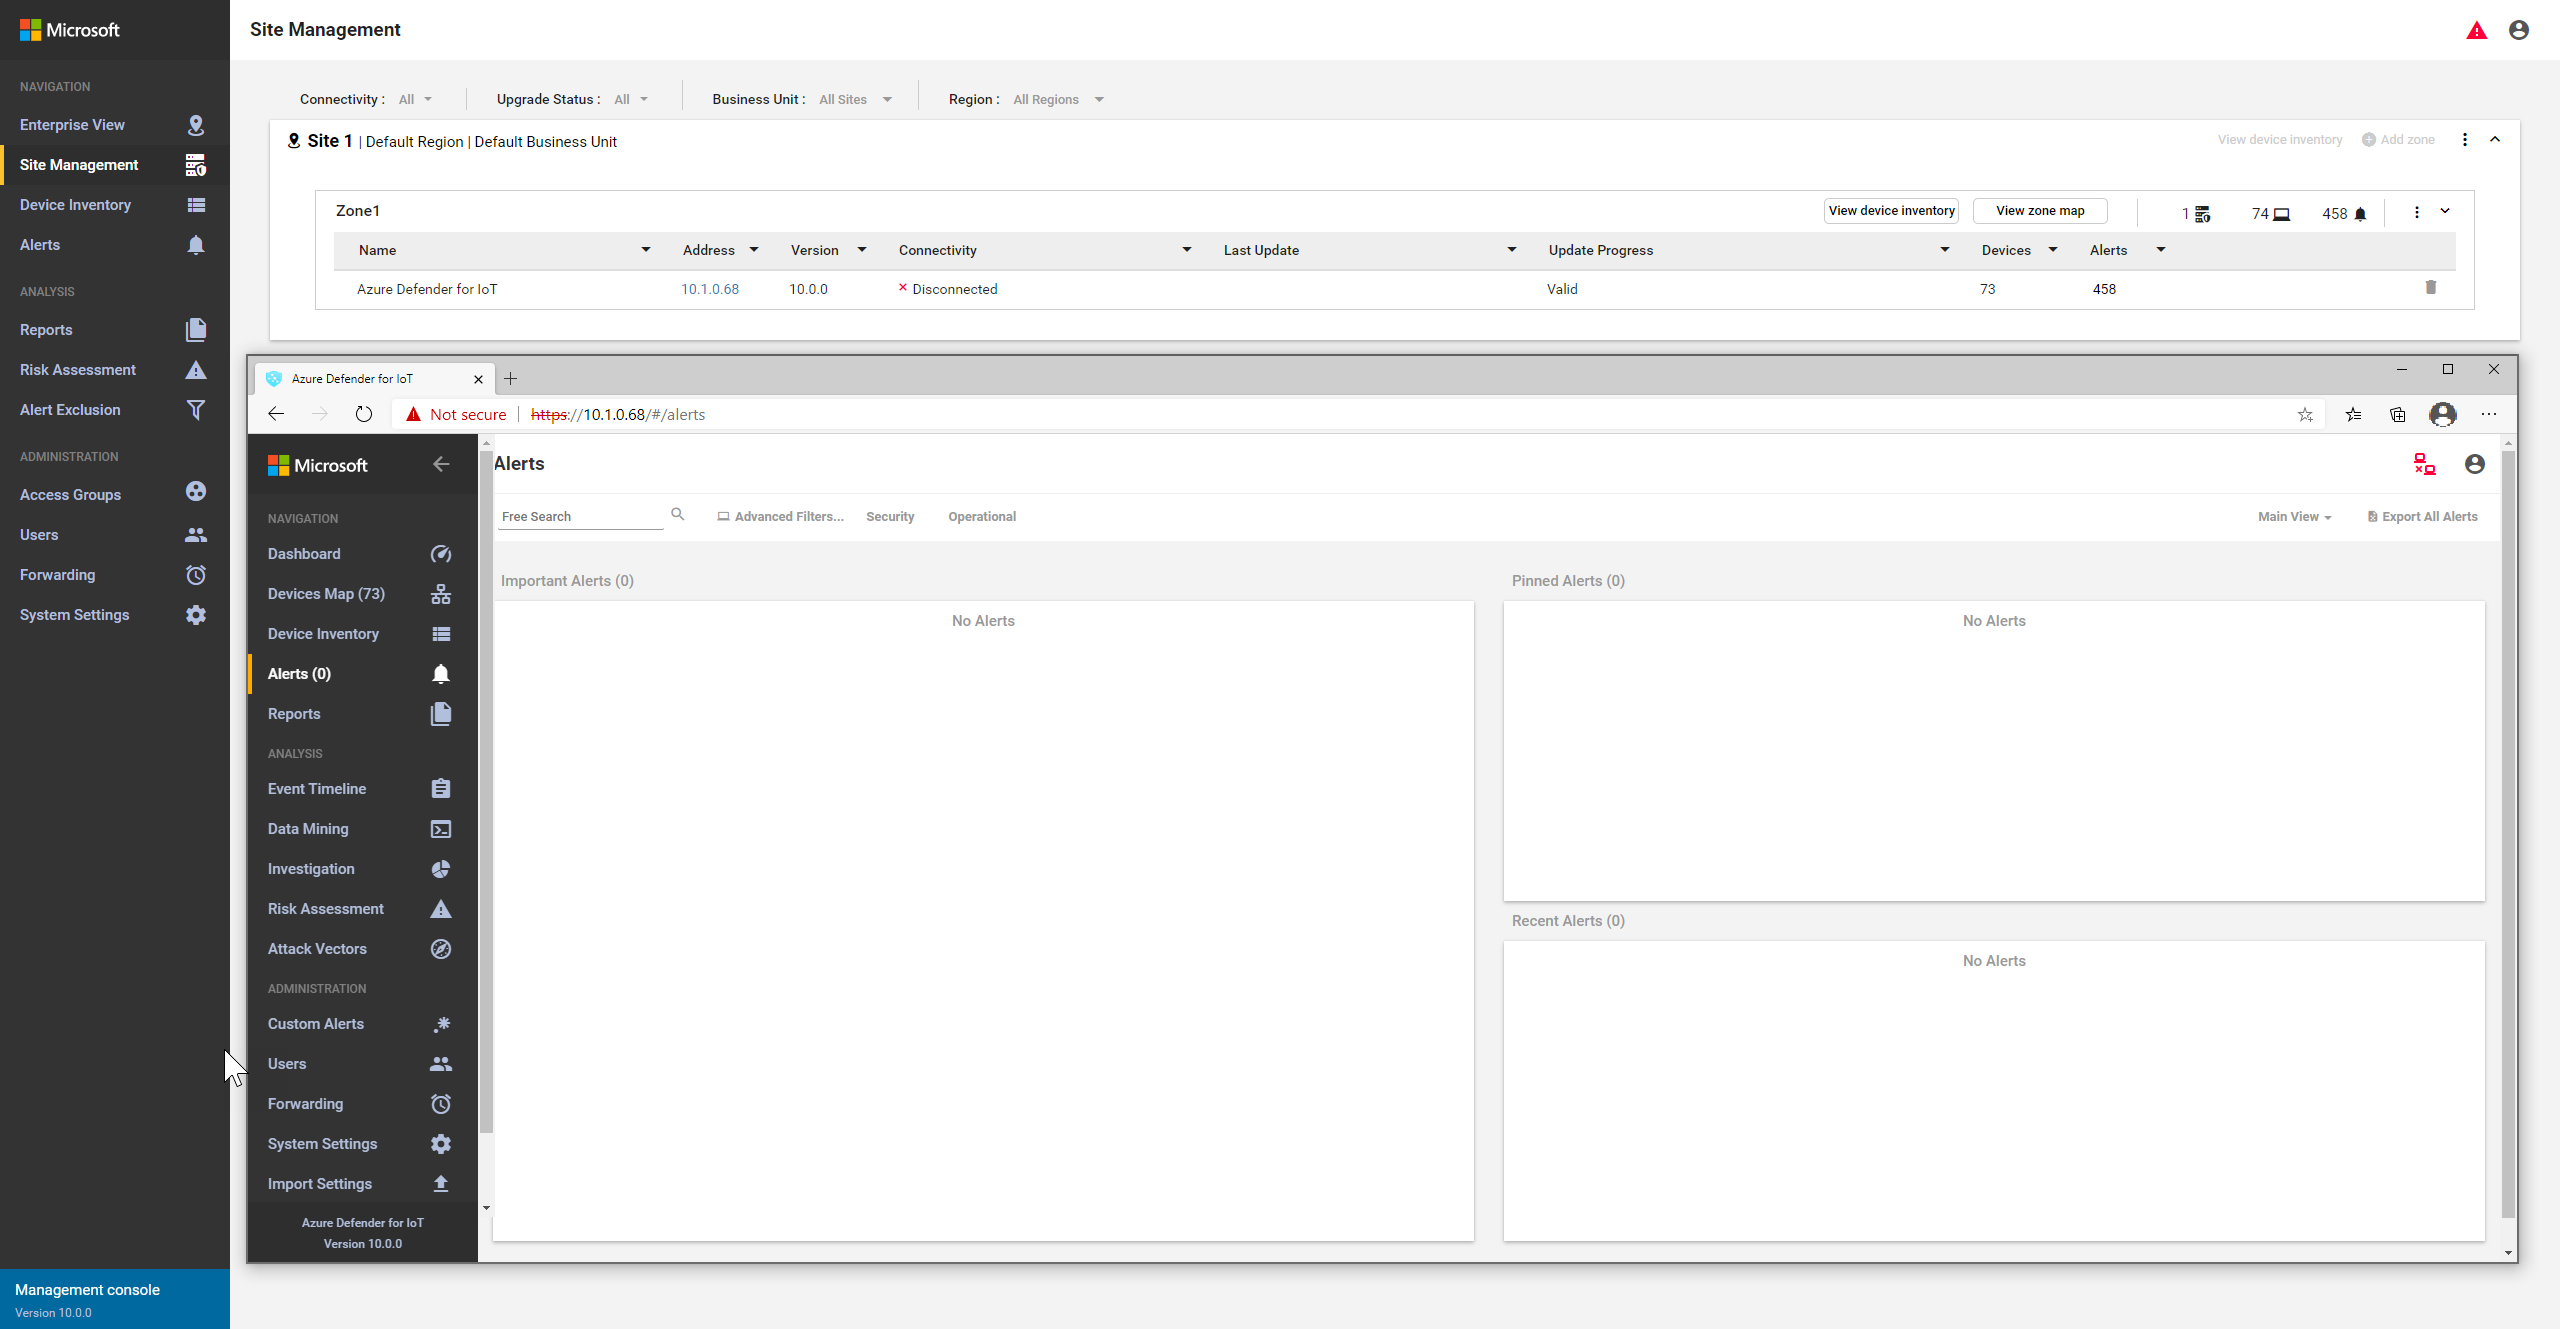 Microsoft
NAVIGATION
Enterprise View
Site Management
Device Inventory
Alerts
ANALYSIS
Reports
Risk Assessment
Alert Exclusion
ADMINISTRATION
Access Groups
Users
Forwarding
System Settings
Management console
Version 10.0.0
Site Management
Connectivity : All Upgrade Status : All Business Unit : All Sites Region : All Regions
Site 1 | Default Region | Default Business Unit View device inventory Add zone
Zone1 View device inventory View zone map 1 74 458
Name Address Version Connectivity Last Update Update Progress Devices Alerts
Azure Defender for IoT 10.1.0.68 10.0.0 Disconnected Valid 73 458
Azure Defender for IoT
Not secure https://10.1.0.68/#/alerts
Microsoft
NAVIGATION
Dashboard
Devices Map (73)
Device Inventory
Alerts (0)
Reports
ANALYSIS
Event Timeline
Data Mining
Investigation
Risk Assessment
Attack Vectors
ADMINISTRATION
Custom Alerts
Users
Forwarding
System Settings
Import Settings
Azure Defender for IoT
Version 10.0.0
Alerts
Free Search Advanced Filters... Security Operational Main View Export All Alerts
Important Alerts (0)
No Alerts
Pinned Alerts (0)
No Alerts
Recent Alerts (0)
No Alerts